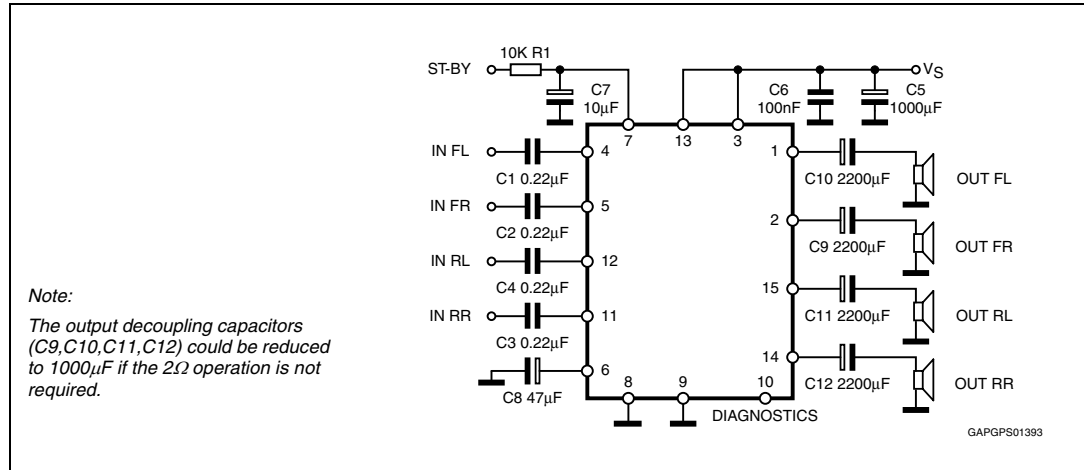 10K R1
ST-BY
C7
10μF
C6
100nF
VS
C5
1000μF
7
13
3
IN FL
4
C1 0.22μF
IN FR
5
C2 0.22μF
IN RL
12
C4 0.22μF
IN RR
11
C3 0.22μF
6
C8 47μF
8
9
10
DIAGNOSTICS
1
C10 2200μF
OUT FL
2
C9 2200μF
OUT FR
15
C11 2200μF
OUT RL
14
C12 2200μF
OUT RR
Note:
The output decoupling capacitors
(C9,C10,C11,C12) could be reduced
to 1000μF if the 2Ω operation is not
required.
GAPGPS01393